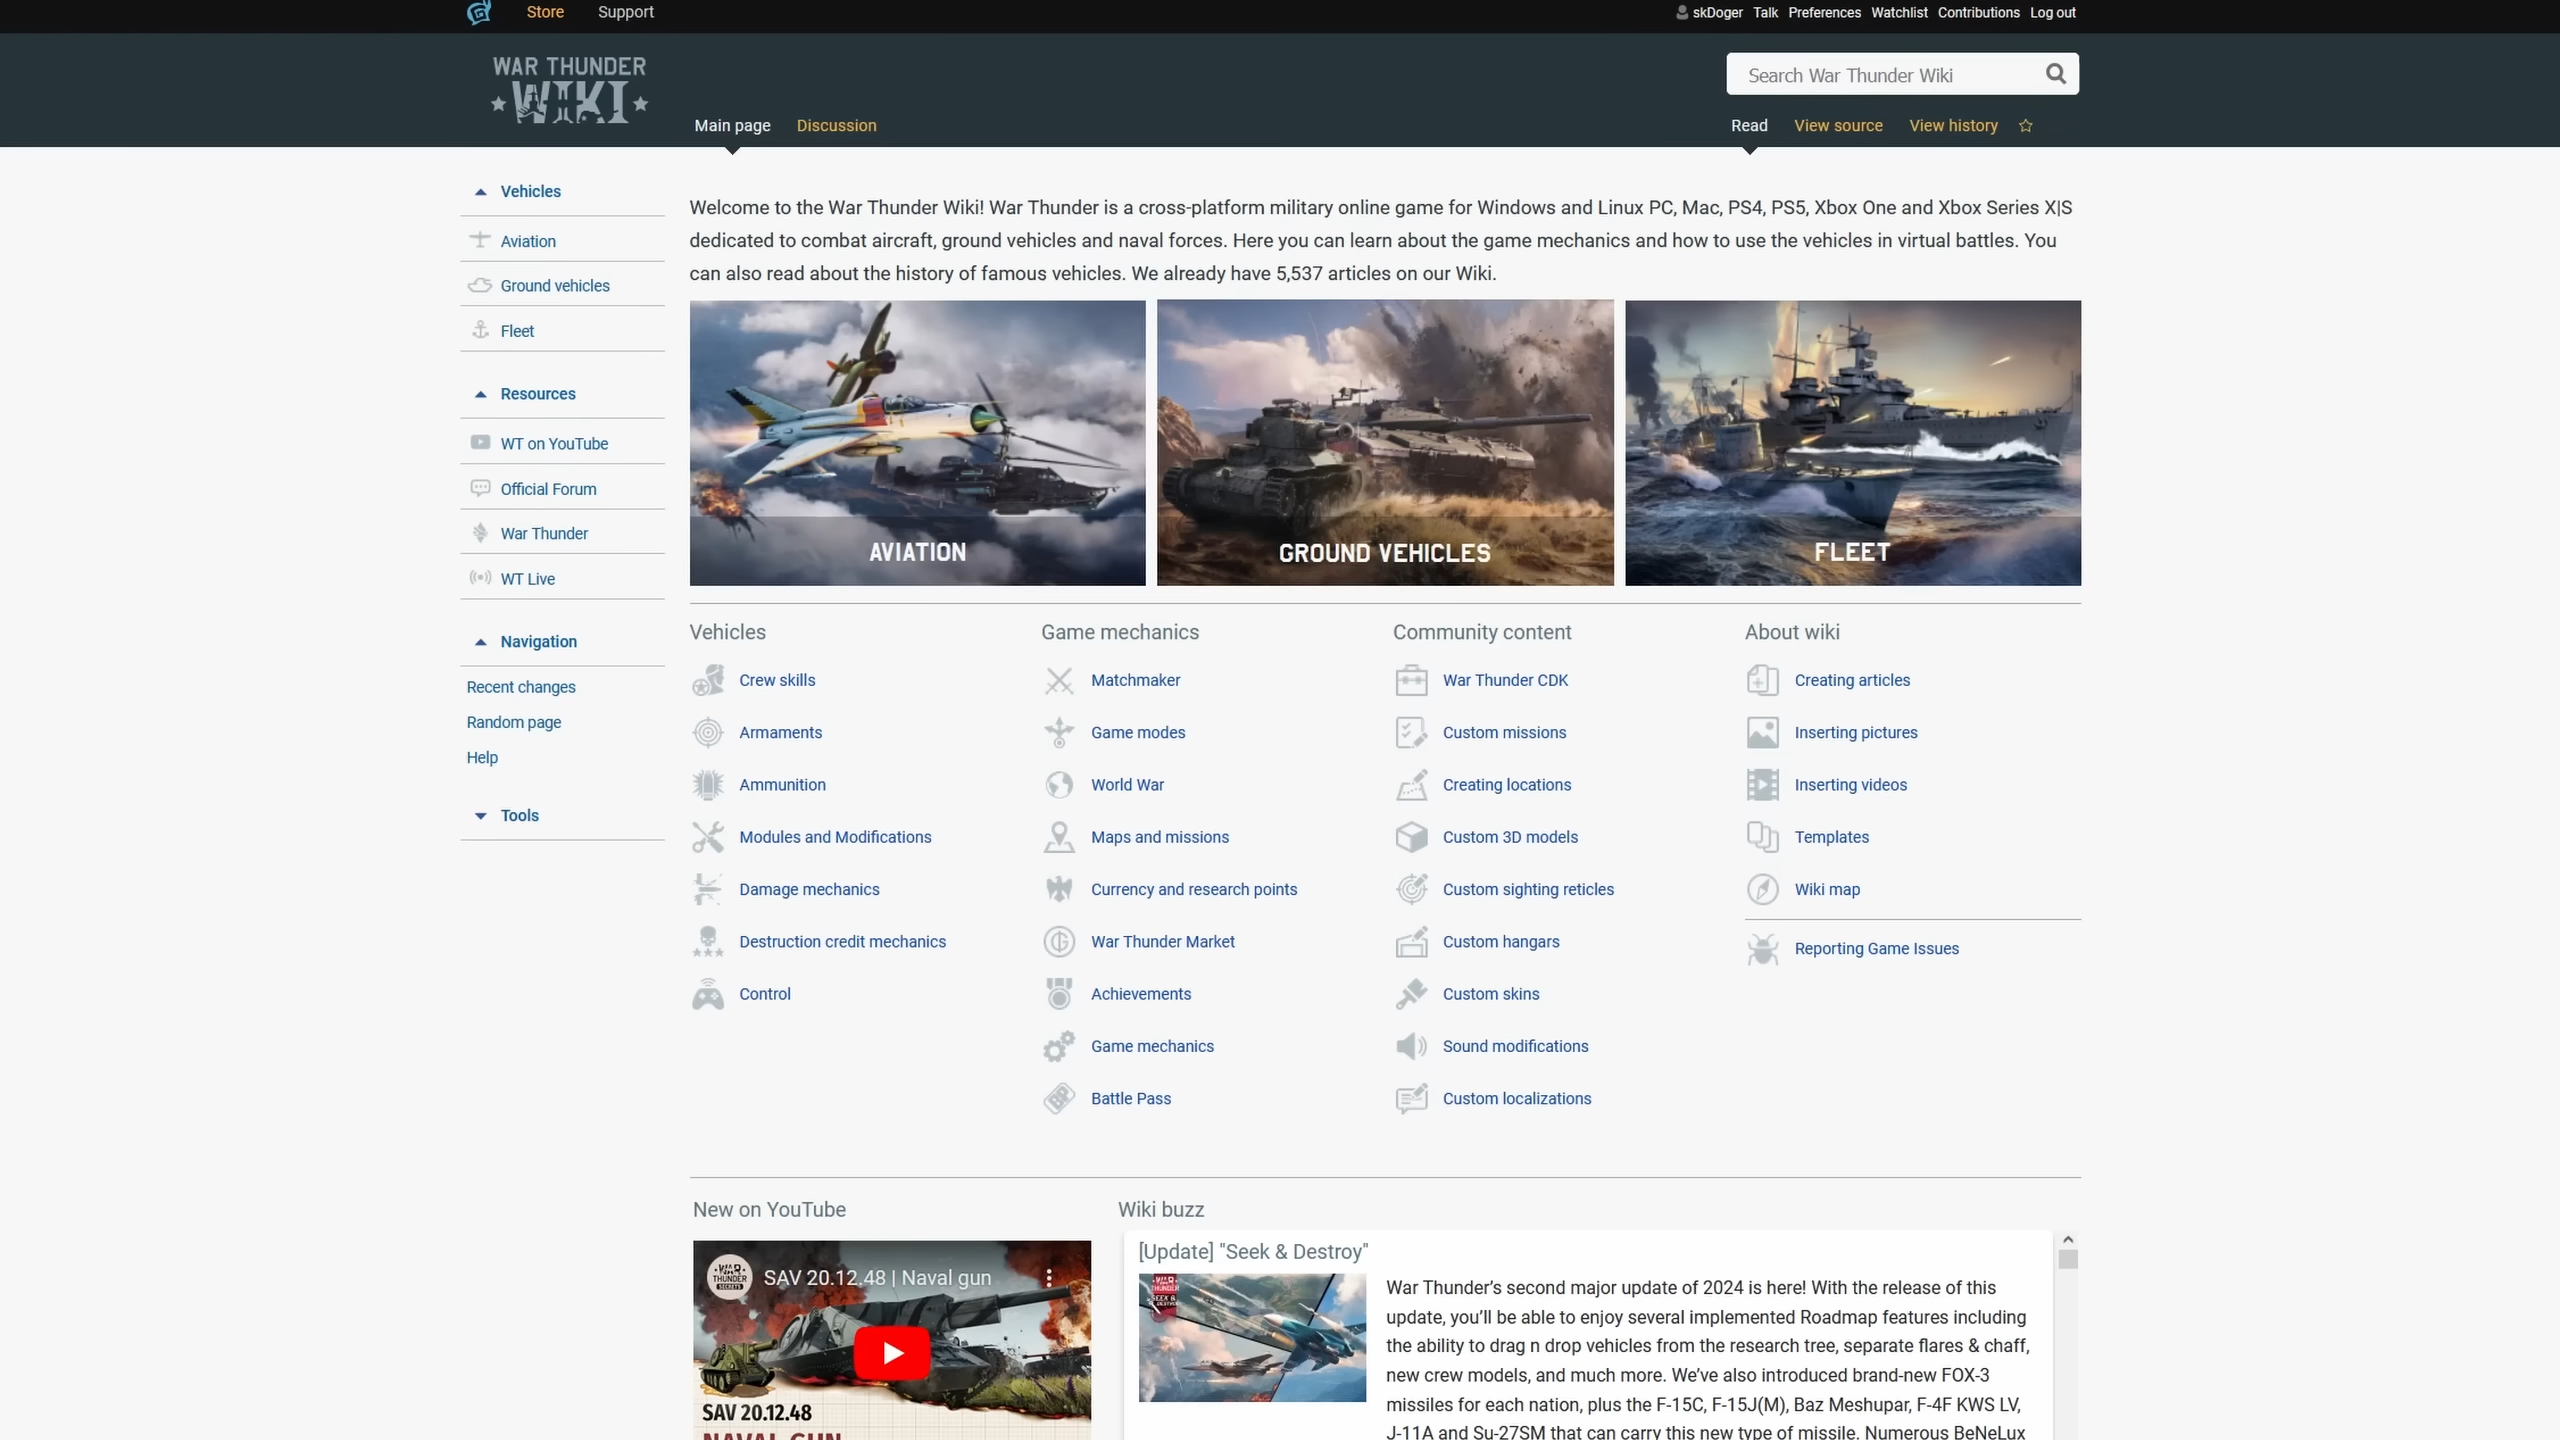 Store Support
skDoger Talk Preferences Watchlist Contributions Log out
WAR THUNDER
WIKI
Search War Thunder Wiki
Main page Discussion
Read View source View history
Vehicles
Aviation
Ground vehicles
Fleet
Resources
WT on YouTube
Official Forum
War Thunder
WT Live
Navigation
Recent changes
Random page
Help
Tools
Welcome to the War Thunder Wiki! War Thunder is a cross-platform military online game for Windows and Linux PC, Mac, PS4, PS5, Xbox One and Xbox Series X|S
dedicated to combat aircraft, ground vehicles and naval forces. Here you can learn about the game mechanics and how to use the vehicles in virtual battles. You
can also read about the history of famous vehicles. We already have 5,537 articles on our Wiki.
AVIATION
GROUND VEHICLES
FLEET
Vehicles
Crew skills
Armaments
Ammunition
Modules and Modifications
Damage mechanics
Destruction credit mechanics
Control
Game mechanics
Matchmaker
Game modes
World War
Maps and missions
Currency and research points
War Thunder Market
Achievements
Game mechanics
Battle Pass
Community content
War Thunder CDK
Custom missions
Creating locations
Custom 3D models
Custom sighting reticles
Custom hangars
Custom skins
Sound modifications
Custom localizations
About wiki
Creating articles
Inserting pictures
Inserting videos
Templates
Wiki map
Reporting Game Issues
New on YouTube
WAR
THUNDER
SECRETS
SAV 20.12.48 | Naval gun
SAV 20.12.48
NAVAL GUN
Wiki buzz
[Update] "Seek & Destroy"
WAR
THUNDER
SEEK &
DESTROY
War Thunder’s second major update of 2024 is here! With the release of this
update, you’ll be able to enjoy several implemented Roadmap features including
the ability to drag n drop vehicles from the research tree, separate flares & chaff,
new crew models, and much more. We’ve also introduced brand-new FOX-3
missiles for each nation, plus the F-15C, F-15J(M), Baz Meshupar, F-4F KWS LV,
J-11A and Su-27SM that can carry this new type of missile. Numerous BeNeLux